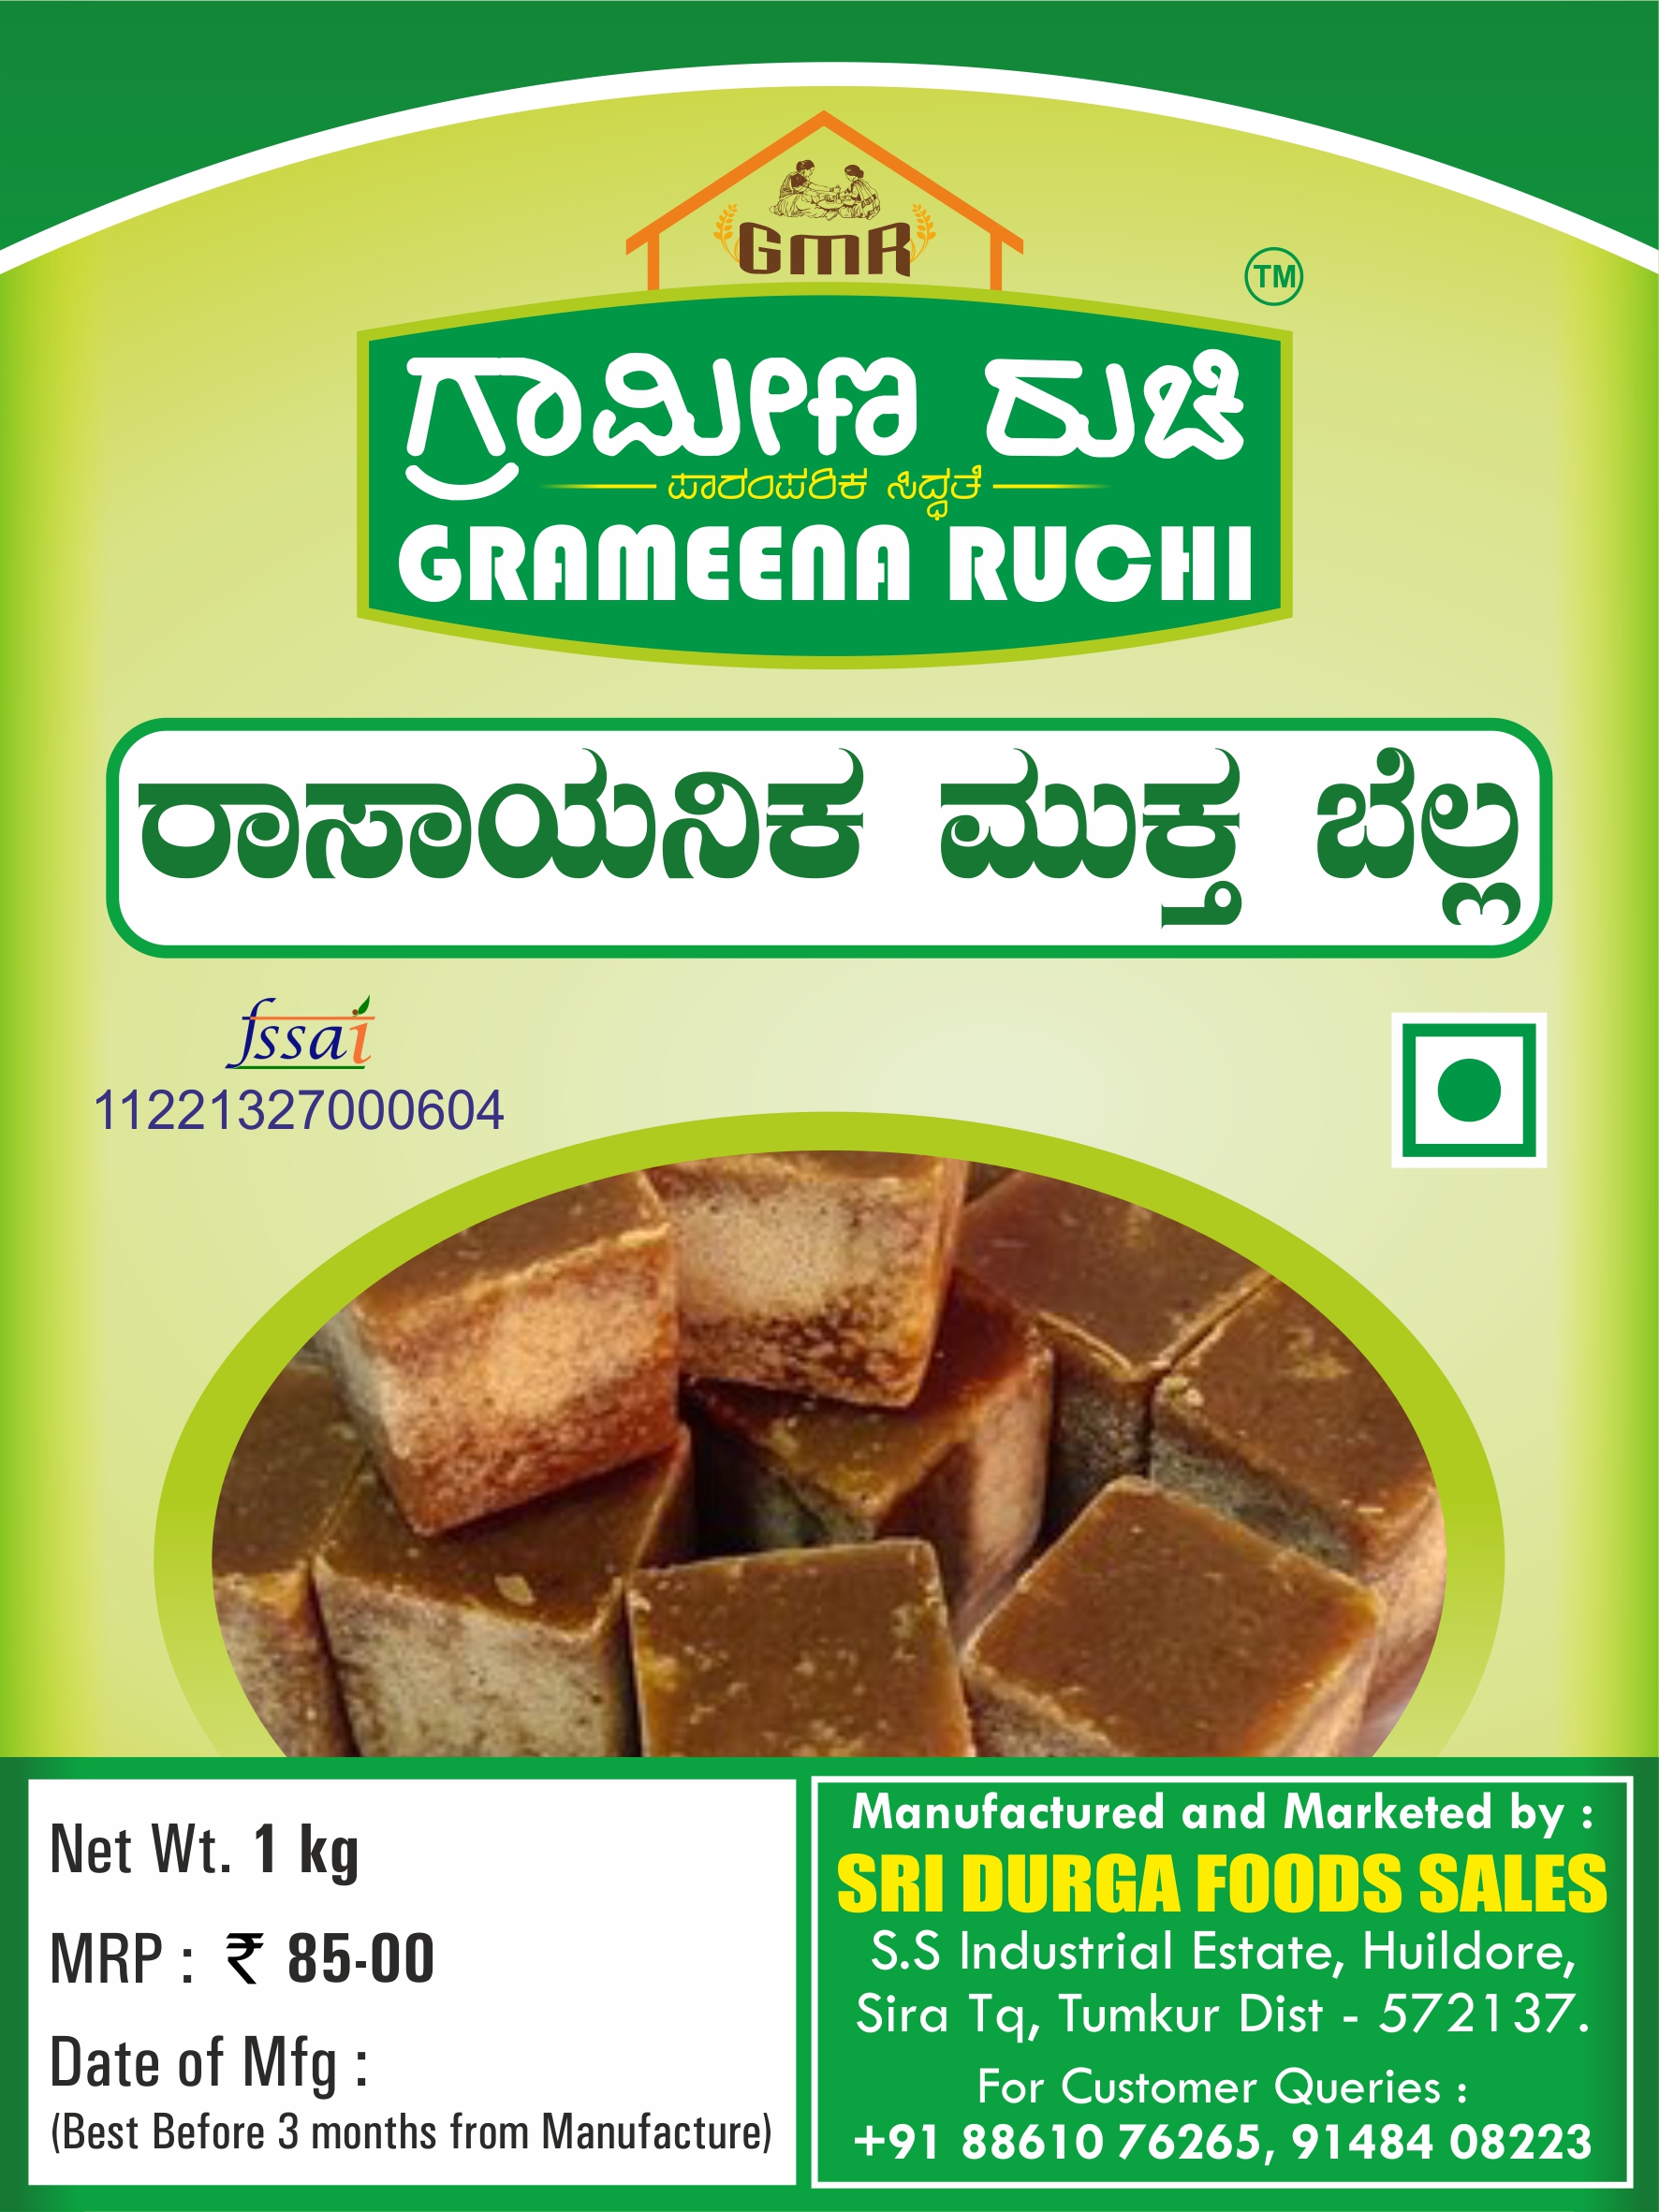 GMR
TM
ಗ್ರಾಮೀಣ ರುಚಿ
ಪಾರಂಪರಿಕ ಸಿದ್ಧತೆ
GRAMEENA RUCHI
ರಾಸಾಯನಿಕ ಮುಕ್ತ ಬೆಲ್ಲ
fssai
11221327000604
Net Wt. 1 kg
MRP : ₹ 85-00
Date of Mfg :
(Best Before 3 months from Manufacture)
Manufactured and Marketed by :
SRI DURGA FOODS SALES
S.S Industrial Estate, Huildore,
Sira Tq, Tumkur Dist - 572137.
For Customer Queries :
+91 88610 76265, 91484 08223